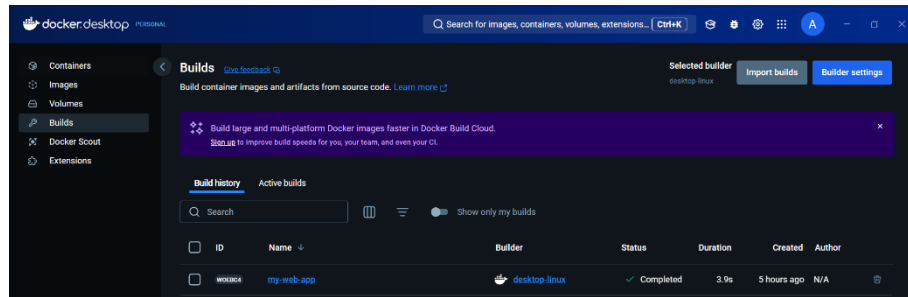 docker.desktop PERSONAL
Search for images, containers, volumes, extensions... Ctrl+K
A
Containers
Images
Volumes
Builds
Docker Scout
Extensions
Builds Give feedback
Build container images and artifacts from source code. Learn more
Selected builder
desktop-linux
Import builds
Builder settings
Build large and multi-platform Docker images faster in Docker Build Cloud.
Sign up to improve build speeds for you, your team, and even your CI.
Build history Active builds
Search
Show only my builds
ID Name Builder Status Duration Created Author
my-web-app desktop-linux Completed 3.9s 5 hours ago N/A